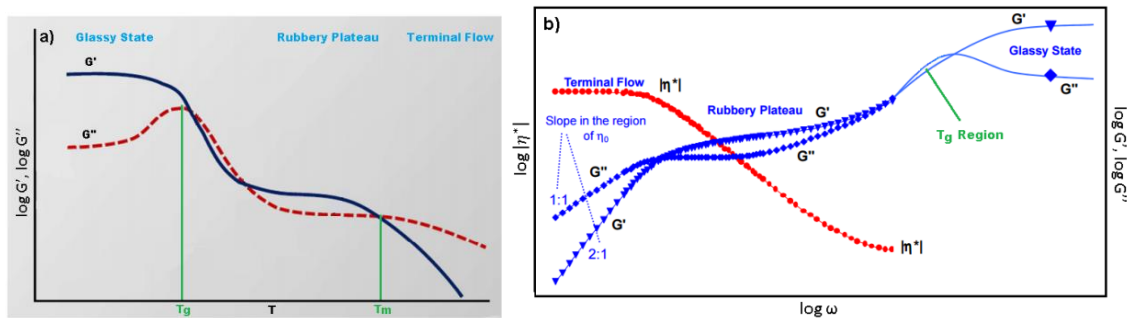 a)
Glassy State
Rubbery Plateau
Terminal Flow
G'
G''
log G', log G''
Tg
T
Tm
b)
G'
Glassy State
G''
Terminal Flow
|η*|
Rubbery Plateau
G'
Tg Region
Slope in the region
of η0
G''
G''
1:1
G'
2:1
|η*|
log |η*|
log G', log G''
log ω